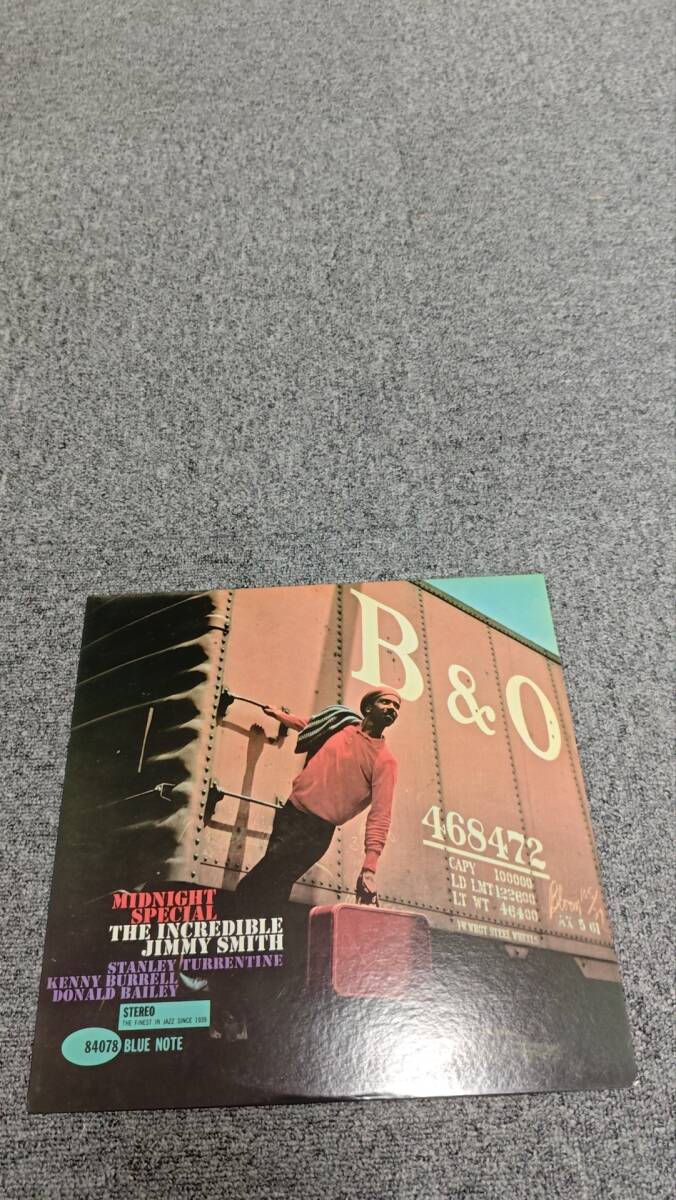 B & O
468472
CAPY 100000
LD LMT 122600
LT WT 46400
MIDNIGHT
SPECIAL
THE INCREDIBLE
JIMMY SMITH
STANLEY TURRENTINE
KENNY BURRELL
DONALD BAILEY
STEREO
THE FINEST IN JAZZ SINCE 1939
84078 BLUE NOTE